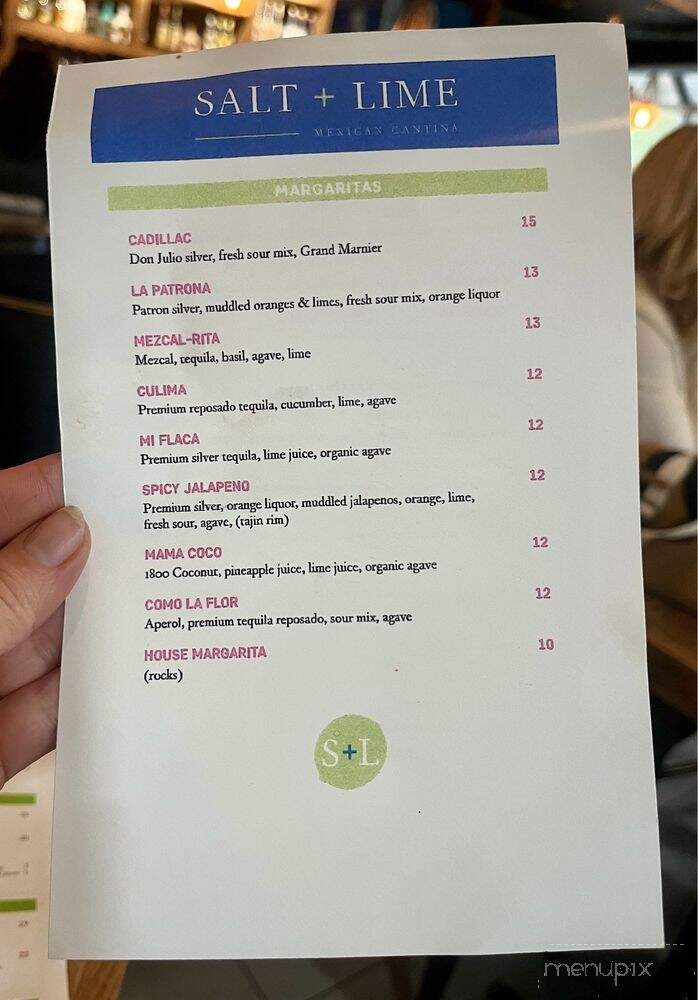 SALT + LIME
MEXICAN CANTINA
MARGARITAS
CADILLAC 15
Don Julio silver, fresh sour mix, Grand Marnier
LA PATRONA 13
Patron silver, muddled oranges & limes, fresh sour mix, orange liquor
MEZCAL-RITA 13
Mezcal, tequila, basil, agave, lime
CULIMA 12
Premium reposado tequila, cucumber, lime, agave
MI FLACA 12
Premium silver tequila, lime juice, organic agave
SPICY JALAPENO 12
Premium silver, orange liquor, muddled jalapenos, orange, lime,
fresh sour, agave, (tajin rim)
MAMA COCO 12
1800 Coconut, pineapple juice, lime juice, organic agave
COMO LA FLOR 12
Aperol, premium tequila reposado, sour mix, agave
HOUSE MARGARITA 10
(rocks)
S+L
menupix